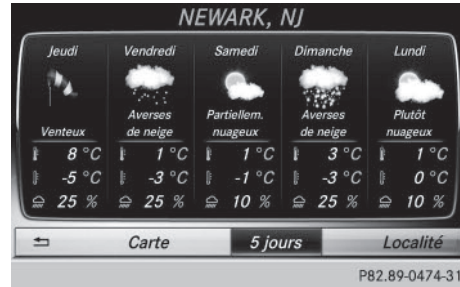 NEWARK, NJ
Jeudi Vendredi Samedi Dimanche Lundi
Venteux
Averses
de neige
Partiellem.
nuageux
Averses
de neige
Plutôt
nuageux
8 °C 1 °C 1 °C 3 °C 1 °C
-5 °C -3 °C -1 °C -3 °C 0 °C
25 % 25 % 10 % 25 % 10 %
Carte 5 jours Localité
P82.89-0474-31